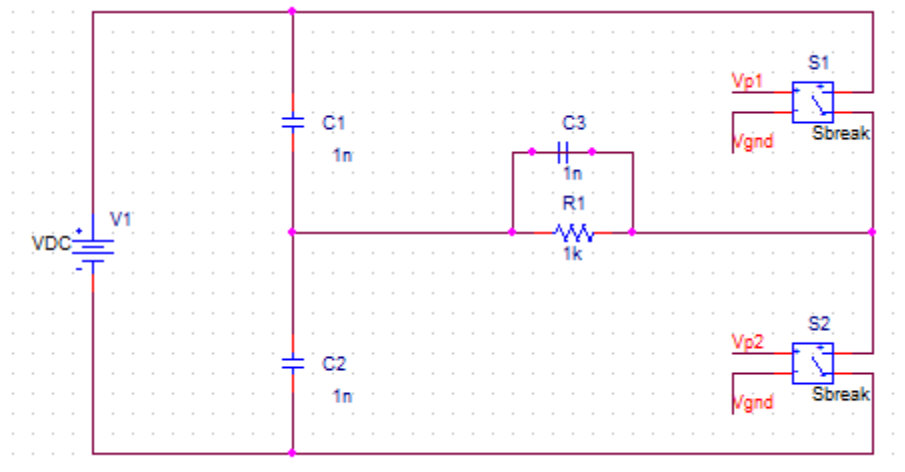 S1
Vp1
C1
C3
Vgnd
Sbreak
1n
1n
R1
V1
VDC
1k
S2
Vp2
C2
Vgnd
Sbreak
1n